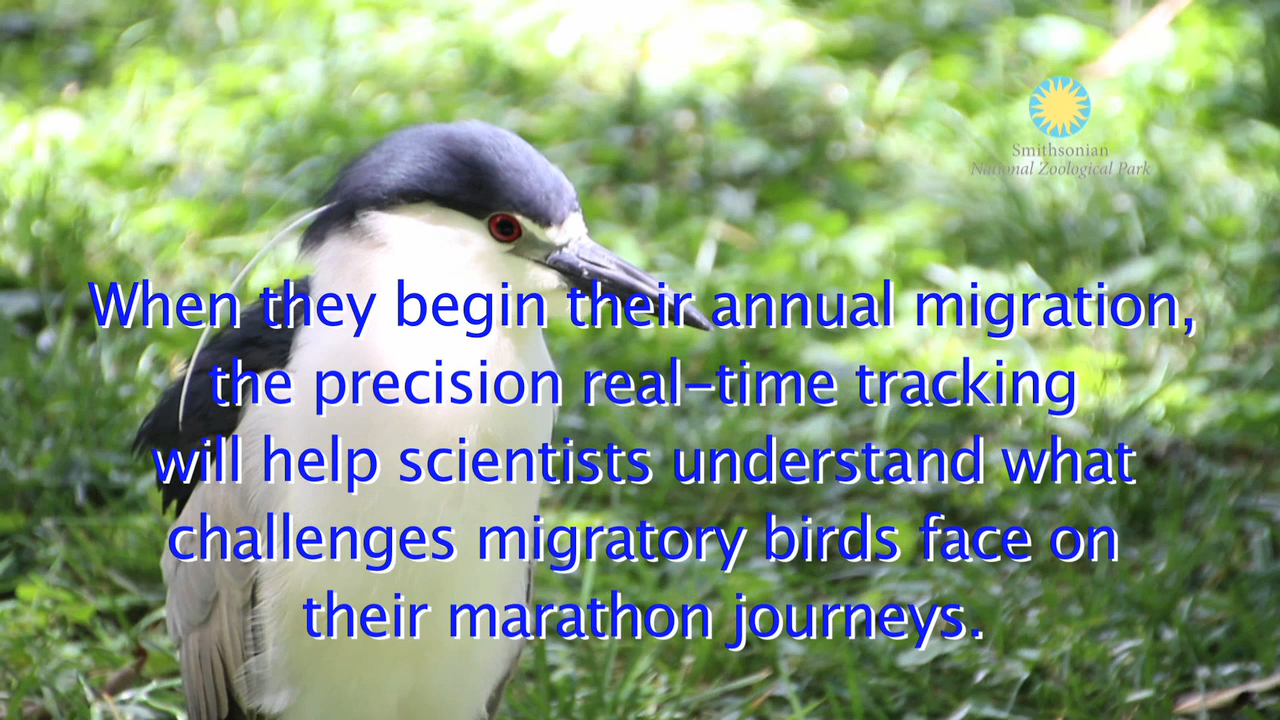 Smithsonian
National Zoological Park
When they begin their annual migration,
the precision real-time tracking
will help scientists understand what
challenges migratory birds face on
their marathon journeys.